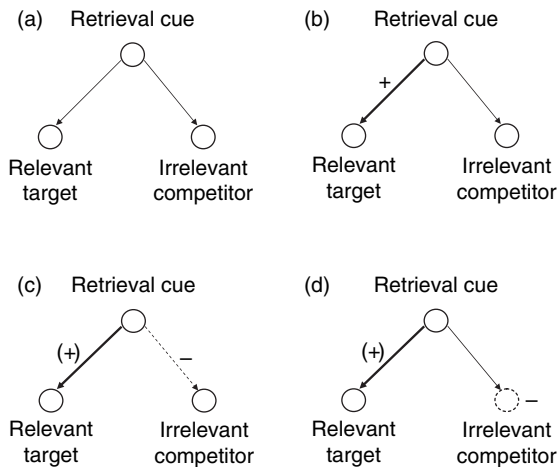 (a) Retrieval cue
Relevant target
Irrelevant competitor
(b) Retrieval cue
+
Relevant target
Irrelevant competitor
(c) Retrieval cue
(+)
–
Relevant target
Irrelevant competitor
(d) Retrieval cue
(+)
–
Relevant target
Irrelevant competitor